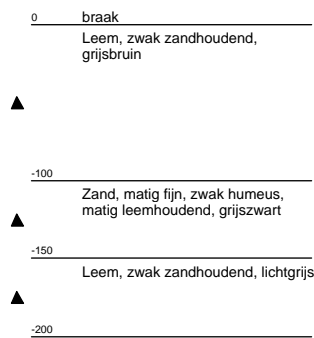 0 braak
Leem, zwak zandhoudend,
grijsbruin
-100
Zand, matig fijn, zwak humeus,
matig leemhoudend, grijszwart
-150
Leem, zwak zandhoudend, lichtgrijs
-200